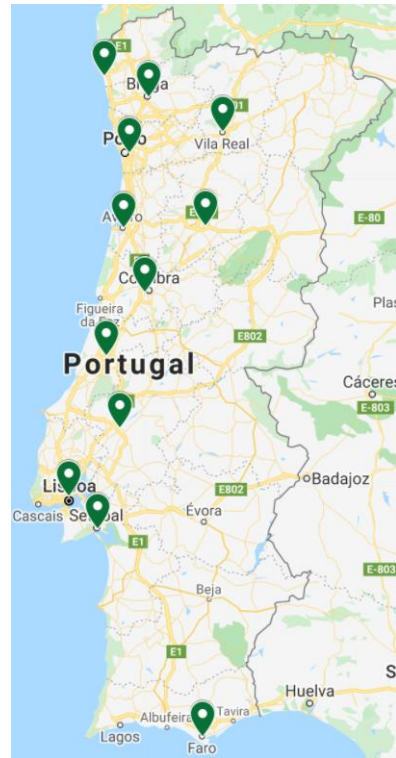 E1
Braga
01
Porto
Vila Real
Aveiro
E-80
Coimbra
Figueira
da Foz
Plas
E802
Portugal
Cáceres
E-803
Lisboa
Badajoz
E802
Cascais
Setúbal
Évora
E1
E-803
Beja
E1
S
Huelva
Albufeira
Tavira
Lagos
Faro